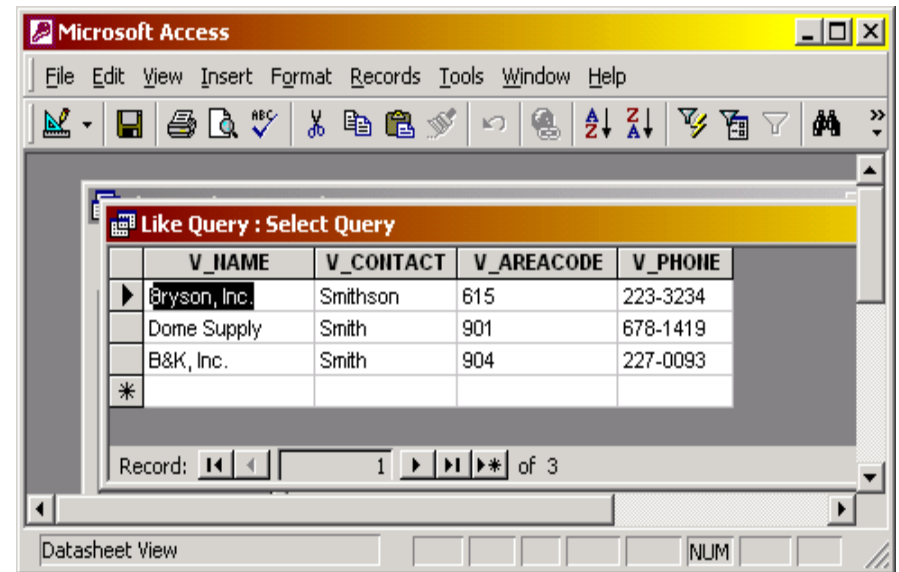 Microsoft Access
File Edit View Insert Format Records Tools Window Help
ABC
Like Query : Select Query
V_NAME V_CONTACT V_AREACODE V_PHONE
Bryson, Inc. Smithson 615 223-3234
Dome Supply Smith 901 678-1419
B&K, Inc. Smith 904 227-0093
Record: 1 of 3
Datasheet View NUM